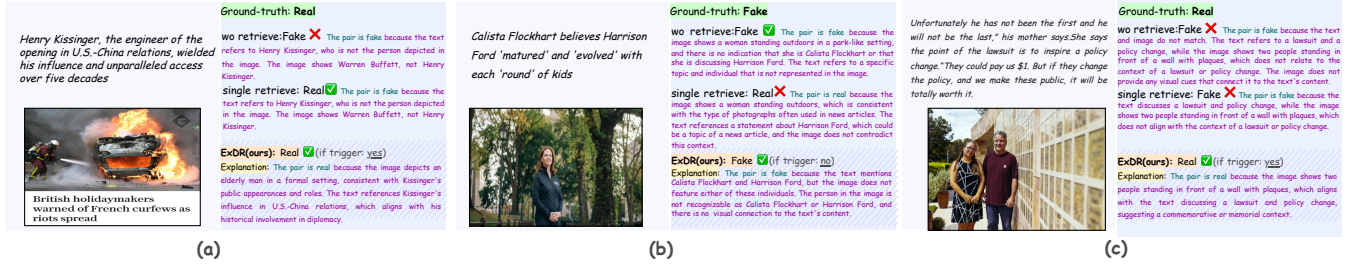 Henry Kissinger, the engineer of the
opening in U.S.-China relations, wielded
his influence and unparalleled access
over five decades
British holidaymakers
warned of French curfews as
riots spread
Ground-truth: Real
wo retrieve:Fake ❌ The pair is fake because the text
refers to Henry Kissinger, who is not the person depicted
in the image. The image shows Warren Buffett, not Henry
Kissinger.
single retrieve: Real✅ The pair is fake because the
text refers to Henry Kissinger, who is not the person depicted
in the image. The image shows Warren Buffett, not Henry
Kissinger.
ExDR(ours): Real ✅(if trigger: yes)
Explanation: The pair is real because the image depicts an
elderly man in a formal setting, consistent with Kissinger's
public appearances and roles. The text references Kissinger's
influence in U.S.-China relations, which aligns with his
historical involvement in diplomacy.
(a)
Calista Flockhart believes Harrison
Ford 'matured' and 'evolved' with
each 'round' of kids
Ground-truth: Fake
wo retrieve:Fake ✅ The pair is fake because the
image shows a woman standing outdoors in a park-like setting,
and there is no indication that she is Calista Flockhart or that
she is discussing Harrison Ford. The text refers to a specific
topic and individual that is not represented in the image.
single retrieve: Real❌ The pair is real because the
image shows a woman standing outdoors, which is consistent
with the type of photographs often used in news articles. The
text references a statement about Harrison Ford, which could
be a topic of a news article, and the image does not contradict
this context.
ExDR(ours): Fake ✅(if trigger: no)
Explanation: The pair is fake because the text mentions
Calista Flockhart and Harrison Ford, but the image does not
feature either of these individuals. The person in the image is
not recognizable as Calista Flockhart or Harrison Ford, and
there is no visual connection to the text's content.
(b)
Unfortunately he has not been the first and he
will not be the last," his mother says.She says
the point of the lawsuit is to inspire a policy
change."They could pay us $1. But if they change
the policy, and we make these public, it will be
totally worth it.
Ground-truth: Real
wo retrieve:Fake ❌ The pair is fake because the text
and image do not match. The text refers to a lawsuit and a
policy change, while the image shows two people standing in
front of a wall with plaques, which does not relate to the
context of a lawsuit or policy change. The image does not
provide any visual cues that connect it to the text's content.
single retrieve: Fake ❌ The pair is fake because the
text discusses a lawsuit and policy change, while the image
shows two people standing in front of a wall with plaques, which
does not align with the context of a lawsuit or policy change.
ExDR(ours): Real ✅(if trigger: yes)
Explanation: The pair is real because the image shows two
people standing in front of a wall with plaques, which aligns
with the text discussing a lawsuit and policy change,
suggesting a commemorative or memorial context.
(c)